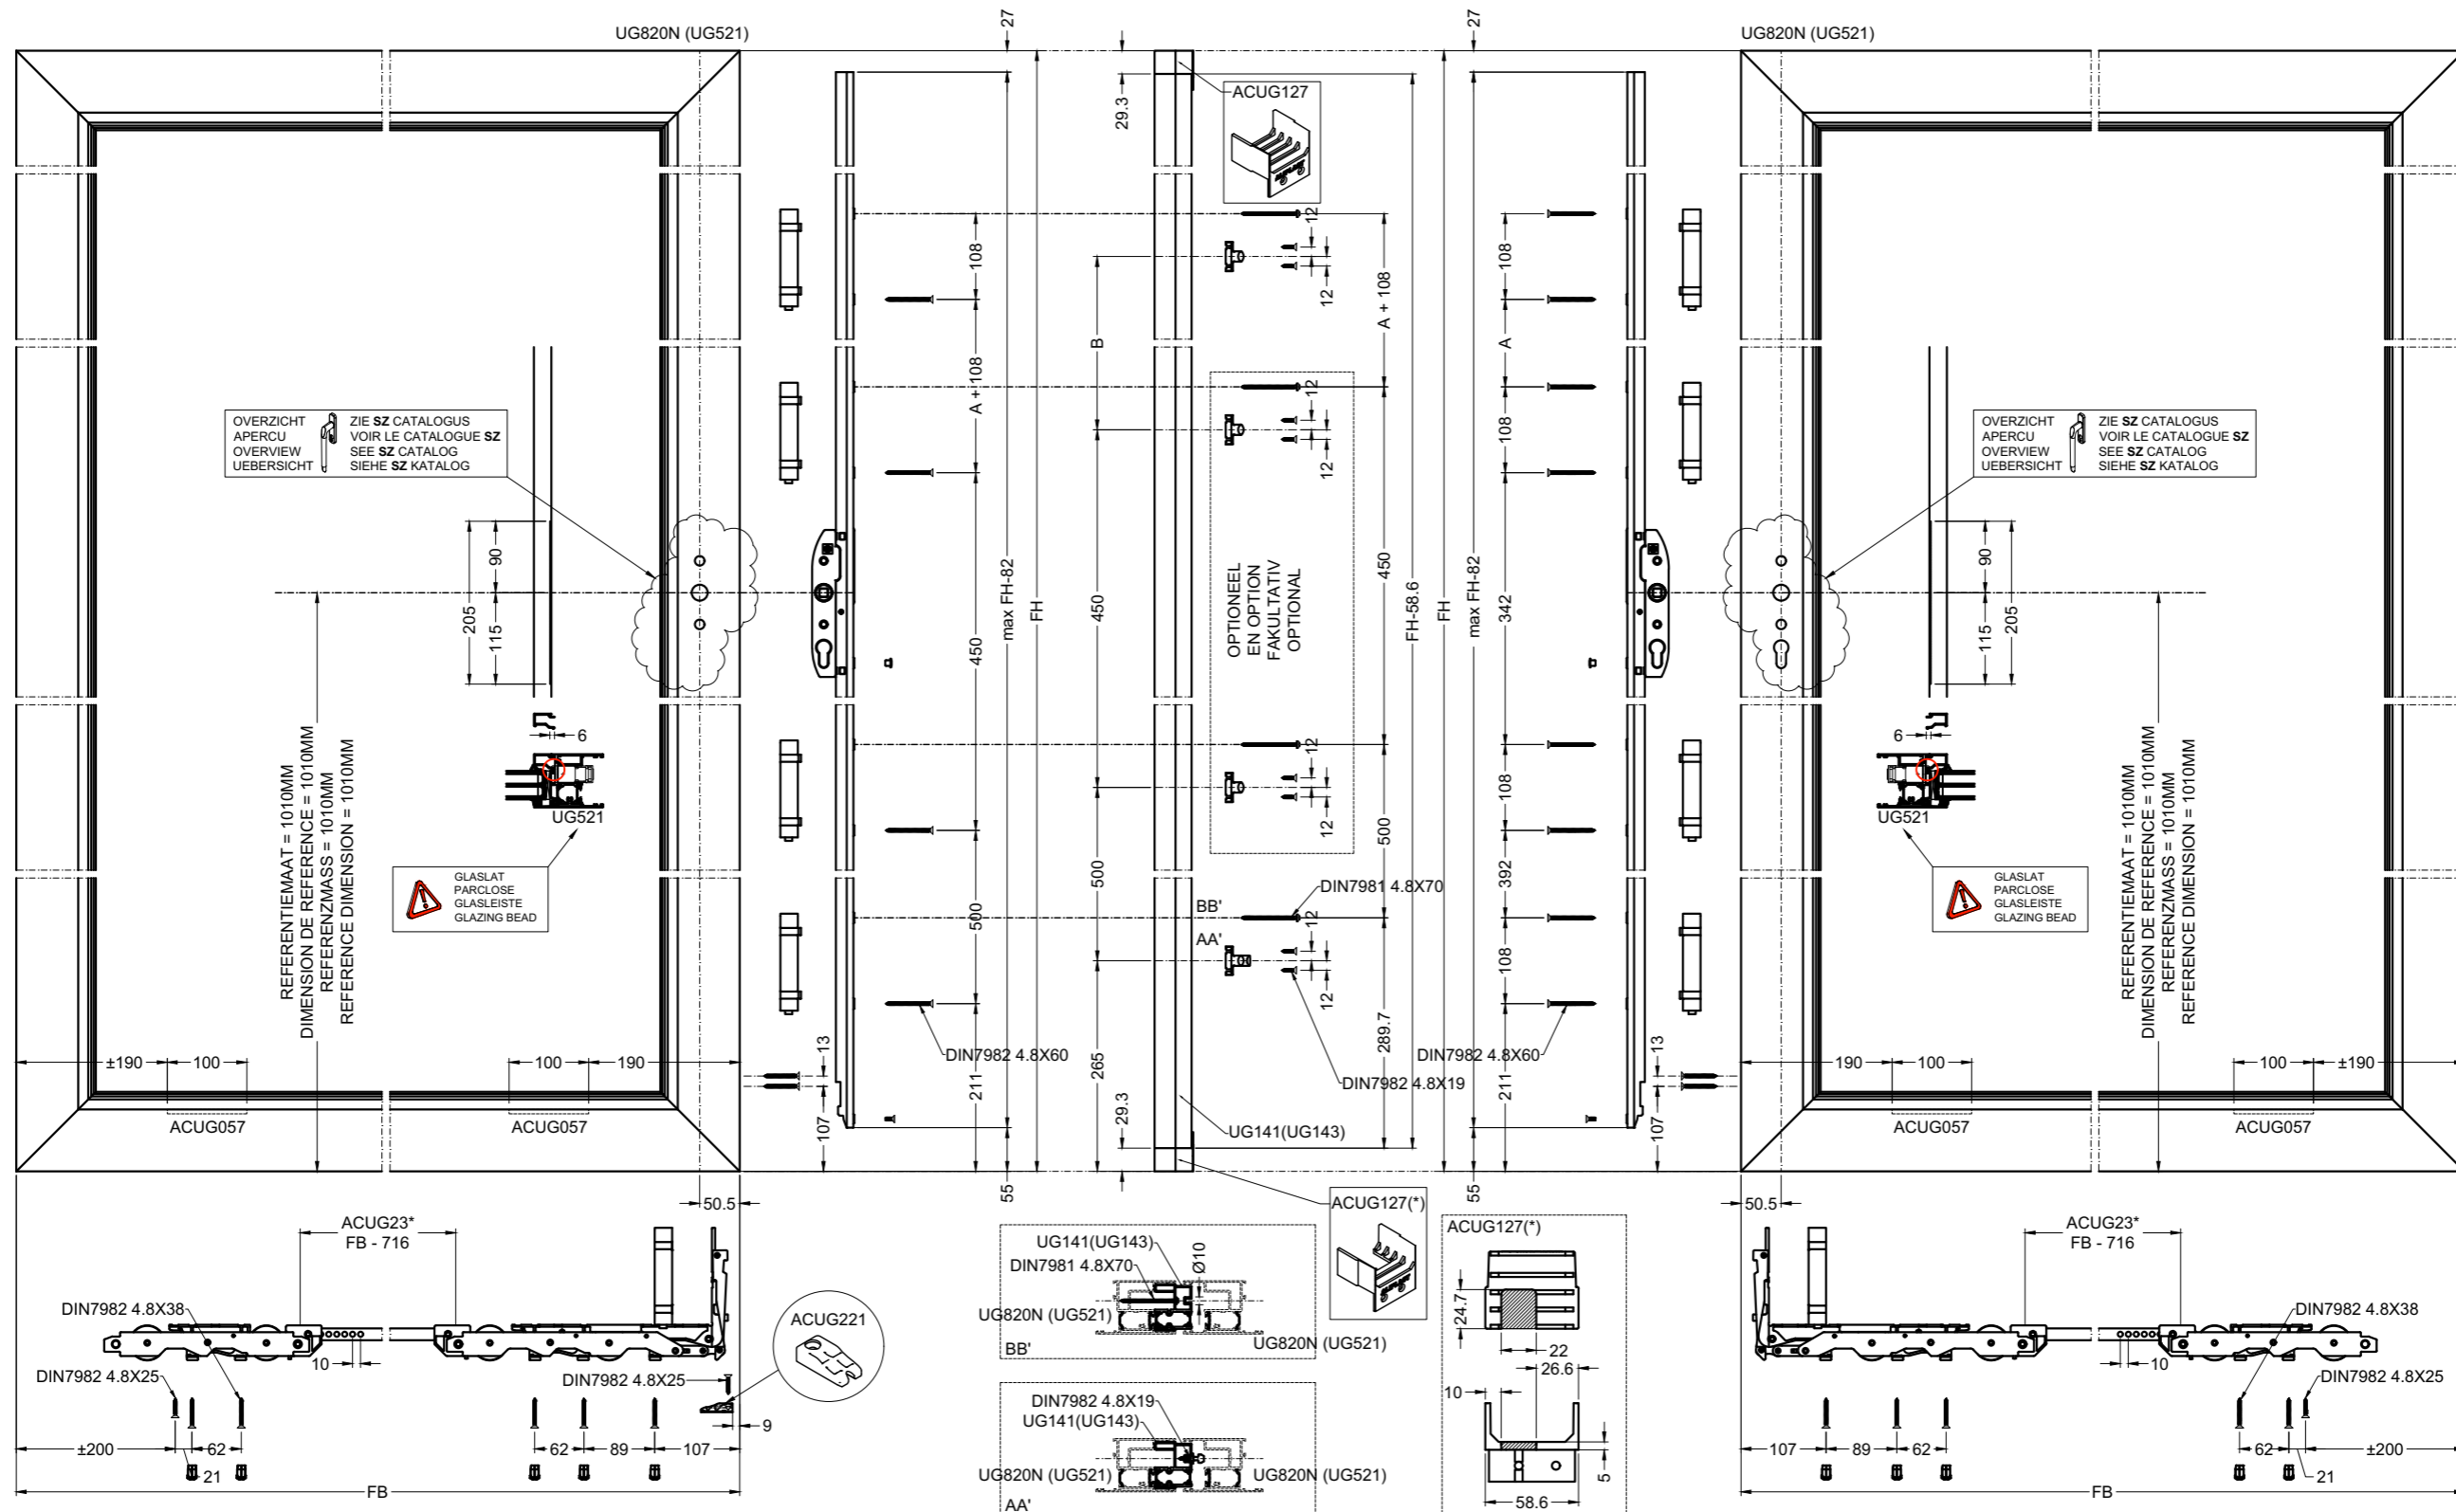 UG820N (UG521)
27
27
UG820N (UG521)
29.3
ACUG127
108
B
12
12
A + 108
108
A
A +108
12
12
108
OVERZICHT ZIE SZ CATALOGUS
APERCU VOIR LE CATALOGUE SZ
OVERVIEW SEE SZ CATALOG
UEBERSICHT SIEHE SZ KATALOG
OVERZICHT ZIE SZ CATALOGUS
APERCU VOIR LE CATALOGUE SZ
OVERVIEW SEE SZ CATALOG
UEBERSICHT SIEHE SZ KATALOG
205
90
115
450
max FH-82
FH
450
OPTIONEEL
EN OPTION
FAKULTATIV
OPTIONAL
450
FH-58.6
FH
max FH-82
342
90
115
205
6
UG521
GLASLAT
PARCLOSE
GLASLEISTE
GLAZING BEAD
REFERENTIEMAAT = 1010MM
DIMENSION DE REFERENCE = 1010MM
REFERENZMASS = 1010MM
REFERENCE DIMENSION = 1010MM
12
12
108
500
500
500
392
6
UG521
GLASLAT
PARCLOSE
GLASLEISTE
GLAZING BEAD
REFERENTIEMAAT = 1010MM
DIMENSION DE REFERENCE = 1010MM
REFERENZMASS = 1010MM
REFERENCE DIMENSION = 1010MM
DIN7981 4.8X70
BB'
AA'
12
12
108
DIN7982 4.8X60
DIN7982 4.8X60
DIN7982 4.8X19
±190
100
100
190
13
107
211
265
289.7
211
13
107
190
100
100
±190
ACUG057
ACUG057
29.3
UG141(UG143)
ACUG057
ACUG057
50.5
55
55
50.5
ACUG127(*)
ACUG23*
FB - 716
DIN7982 4.8X38
10
DIN7982 4.8X25
DIN7982 4.8X25
ACUG221
9
±200
62
21
62
89
107
FB
UG141(UG143)
DIN7981 4.8X70
Ø10
UG820N (UG521)
UG820N (UG521)
BB'
DIN7982 4.8X19
UG141(UG143)
UG820N (UG521)
UG820N (UG521)
AA'
ACUG127(*)
24.7
22
26.6
10
5
58.6
ACUG23*
FB - 716
DIN7982 4.8X38
10
DIN7982 4.8X25
107
89
62
62
21
±200
FB